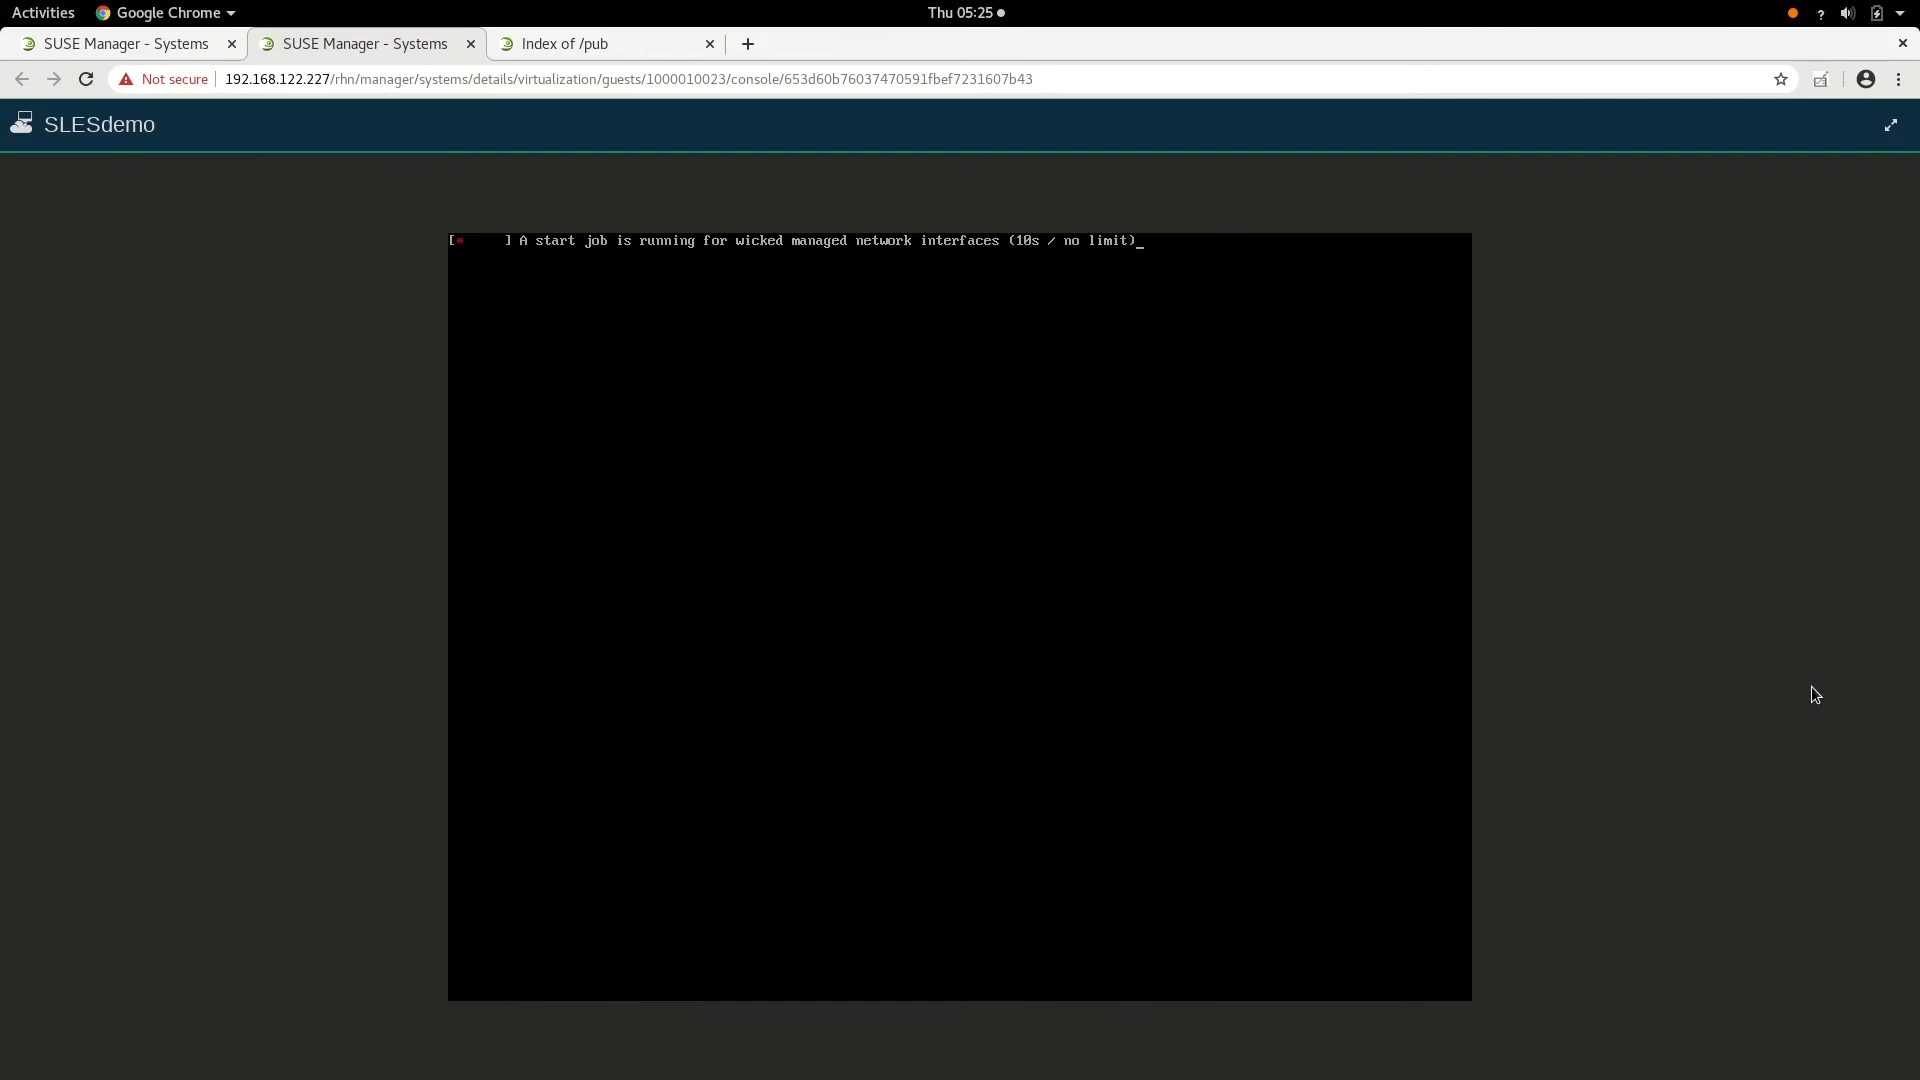 Activities Google Chrome Thu 05:25 ?
SUSE Manager - Systems SUSE Manager - Systems Index of /pub
Not secure 192.168.122.227/rhn/manager/systems/details/virtualization/guests/1000010023/console/653d60b76037470591fbef7231607b43
SLESdemo
[* ] A start job is running for wicked managed network interfaces (10s / no limit)_